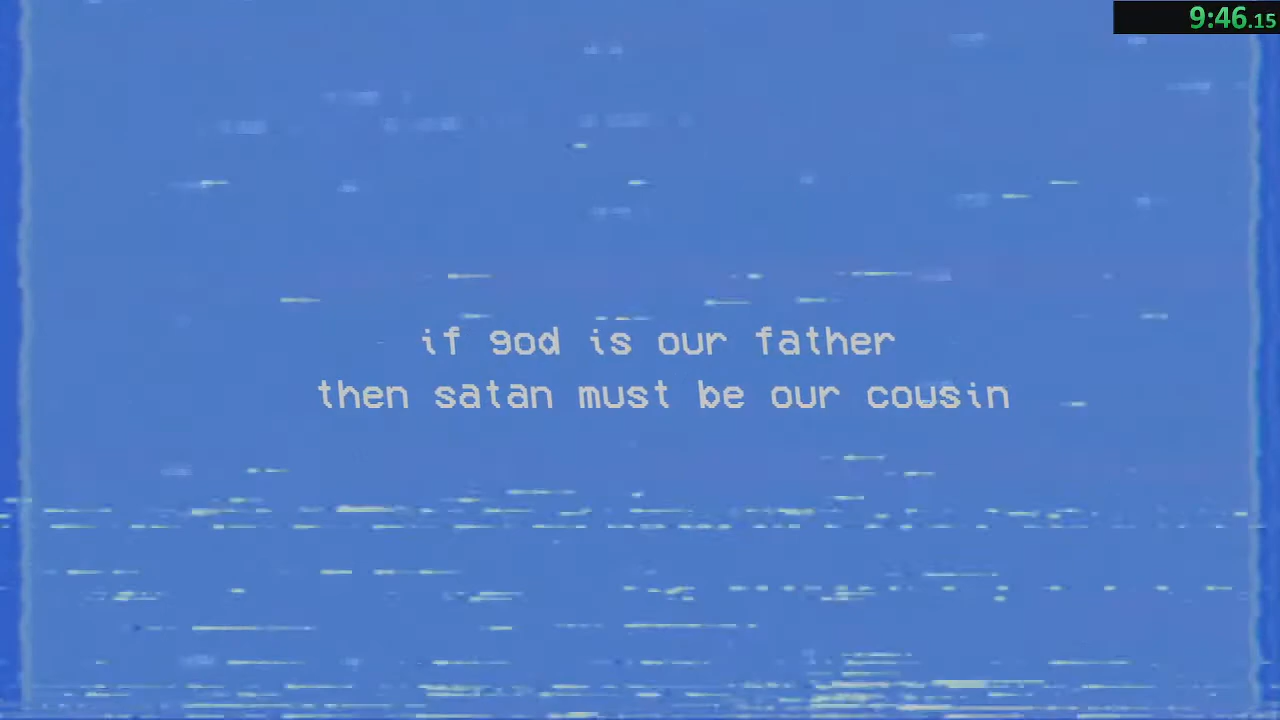 9:46.15
if god is our father
then satan must be our cousin